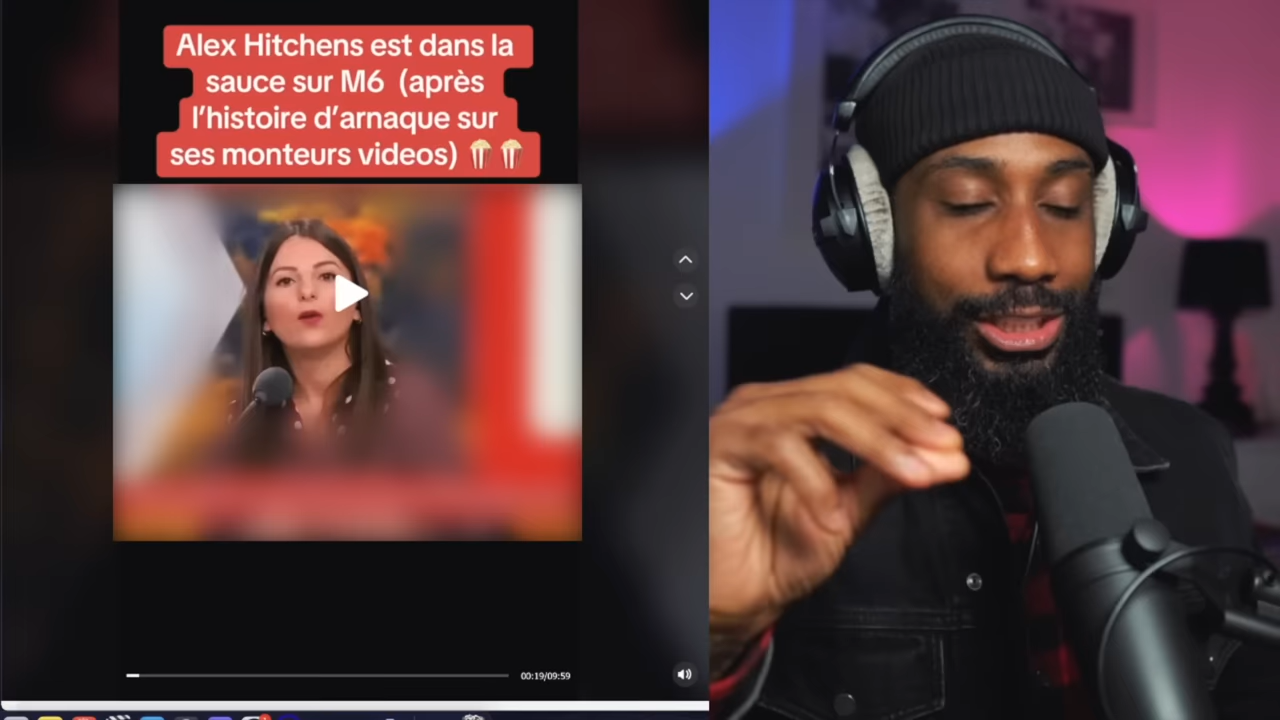 Alex Hitchens est dans la
sauce sur M6 (après
l’histoire d’arnaque sur
ses monteurs videos) 🍿🍿
00:19/09:59